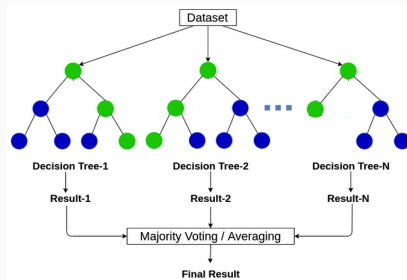 Dataset
Decision Tree-1
Decision Tree-2
Decision Tree-N
Result-1
Result-2
Result-N
Majority Voting / Averaging
Final Result